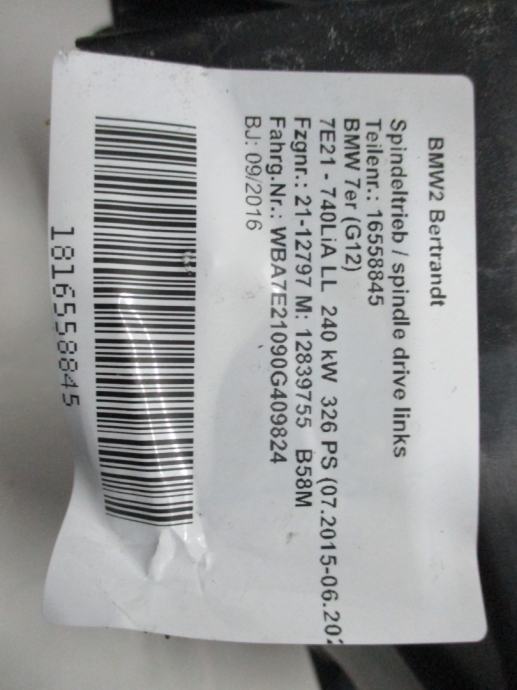 BMW2 Bertrandt
Spindeltrieb / spindle drive links
Teilenr.: 16558845
BMW 7er (G12)
7E21 - 740LiA LL 240 kW 326 PS (07.2015-06.202
Fzgnr.: 21-12797 M: 12839755 B58M
Fahrg.Nr.: WBA7E21090G409824
BJ: 09/2016
1816558845